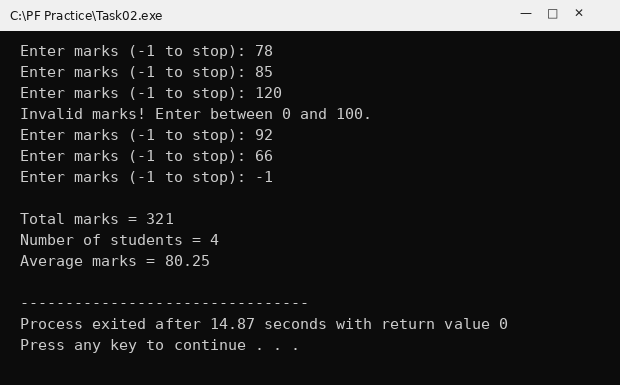 C:\PF Practice\Task02.exe
Enter marks (-1 to stop): 78
Enter marks (-1 to stop): 85
Enter marks (-1 to stop): 120
Invalid marks! Enter between 0 and 100.
Enter marks (-1 to stop): 92
Enter marks (-1 to stop): 66
Enter marks (-1 to stop): -1
Total marks = 321
Number of students = 4
Average marks = 80.25
--------------------------------
Process exited after 14.87 seconds with return value 0
Press any key to continue . . .